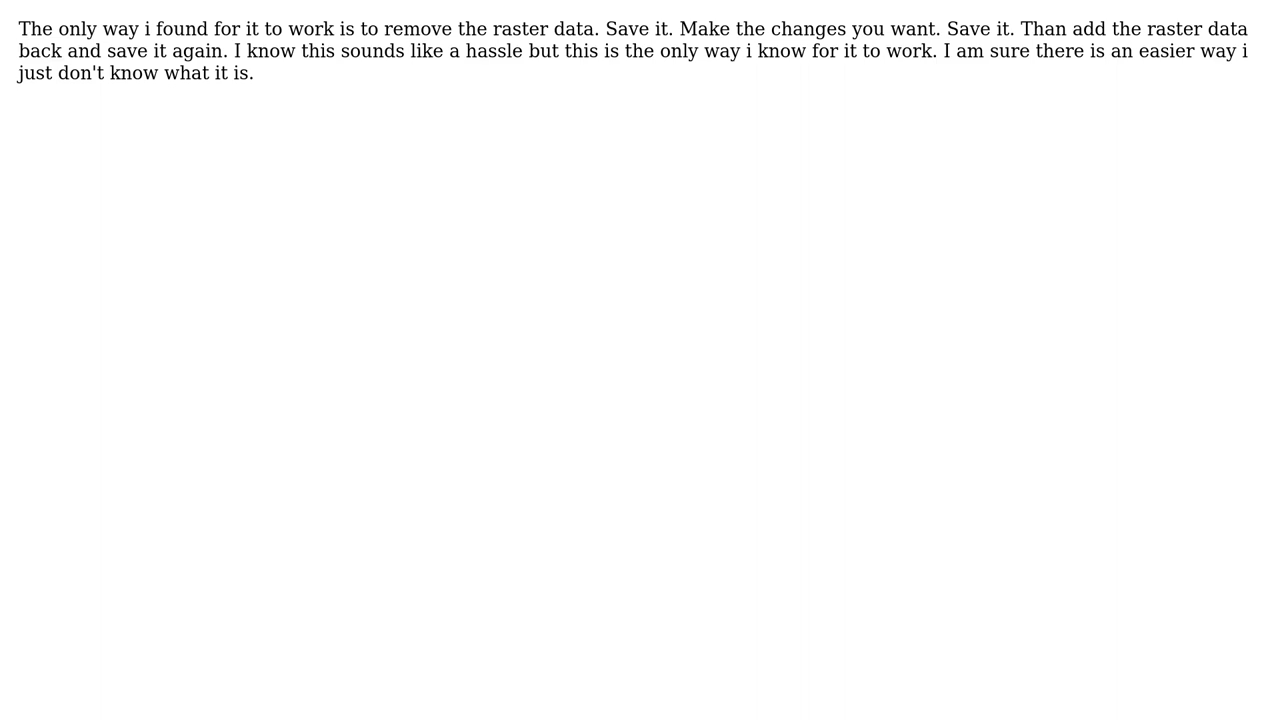 The only way i found for it to work is to remove the raster data. Save it. Make the changes you want. Save it. Than add the raster data
back and save it again. I know this sounds like a hassle but this is the only way i know for it to work. I am sure there is an easier way i
just don't know what it is.